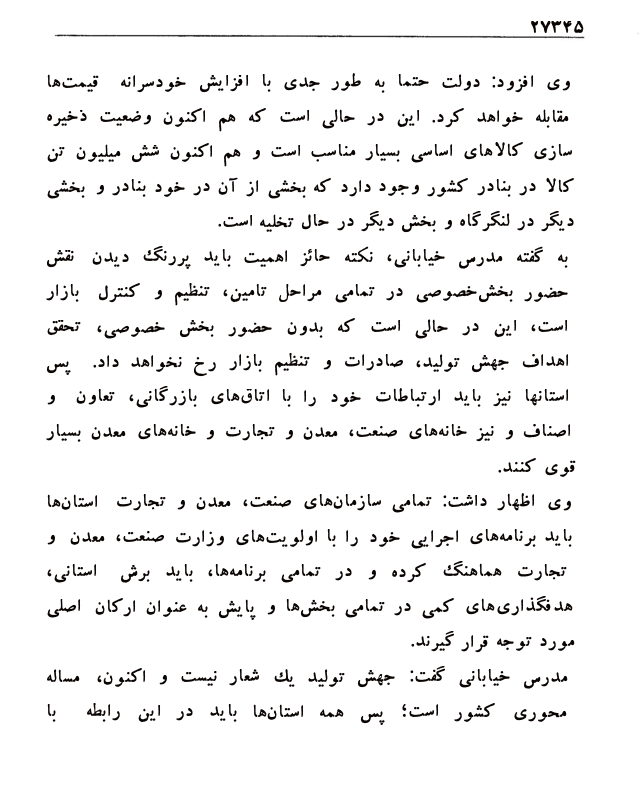 ۲۷۳۴۵
وی افزود: دولت حتما به طور جدی با افزایش خودسرانه قیمت‌ها
مقابله خواهد کرد. این در حالی است که هم اکنون وضعیت ذخیره
سازی کالاهای اساسی بسیار مناسب است و هم اکنون شش میلیون تن
کالا در بنادر کشور وجود دارد که بخشی از آن در خود بنادر و بخشی
دیگر در لنگرگاه و بخش دیگر در حال تخلیه است.
به گفته مدرس خیابانی، نکته حائز اهمیت باید پررنگ دیدن نقش
حضور بخش‌خصوصی در تمامی مراحل تامین، تنظیم و کنترل بازار
است، این در حالی است که بدون حضور بخش خصوصی، تحقق
اهداف جهش تولید، صادرات و تنظیم بازار رخ نخواهد داد. پس
استانها نیز باید ارتباطات خود را با اتاق‌های بازرگانی، تعاون و
اصناف و نیز خانه‌های صنعت، معدن و تجارت و خانه‌های معدن بسیار
قوی کنند.
وی اظهار داشت: تمامی سازمان‌های صنعت، معدن و تجارت استان‌ها
باید برنامه‌های اجرایی خود را با اولویت‌های وزارت صنعت، معدن و
تجارت هماهنگ کرده و در تمامی برنامه‌ها، باید برش استانی،
هدفگذاری‌های کمی در تمامی بخش‌ها و پایش به عنوان ارکان اصلی
مورد توجه قرار گیرند.
مدرس خیابانی گفت: جهش تولید یك شعار نیست و اکنون، مساله
محوری کشور است؛ پس همه استان‌ها باید در این رابطه با